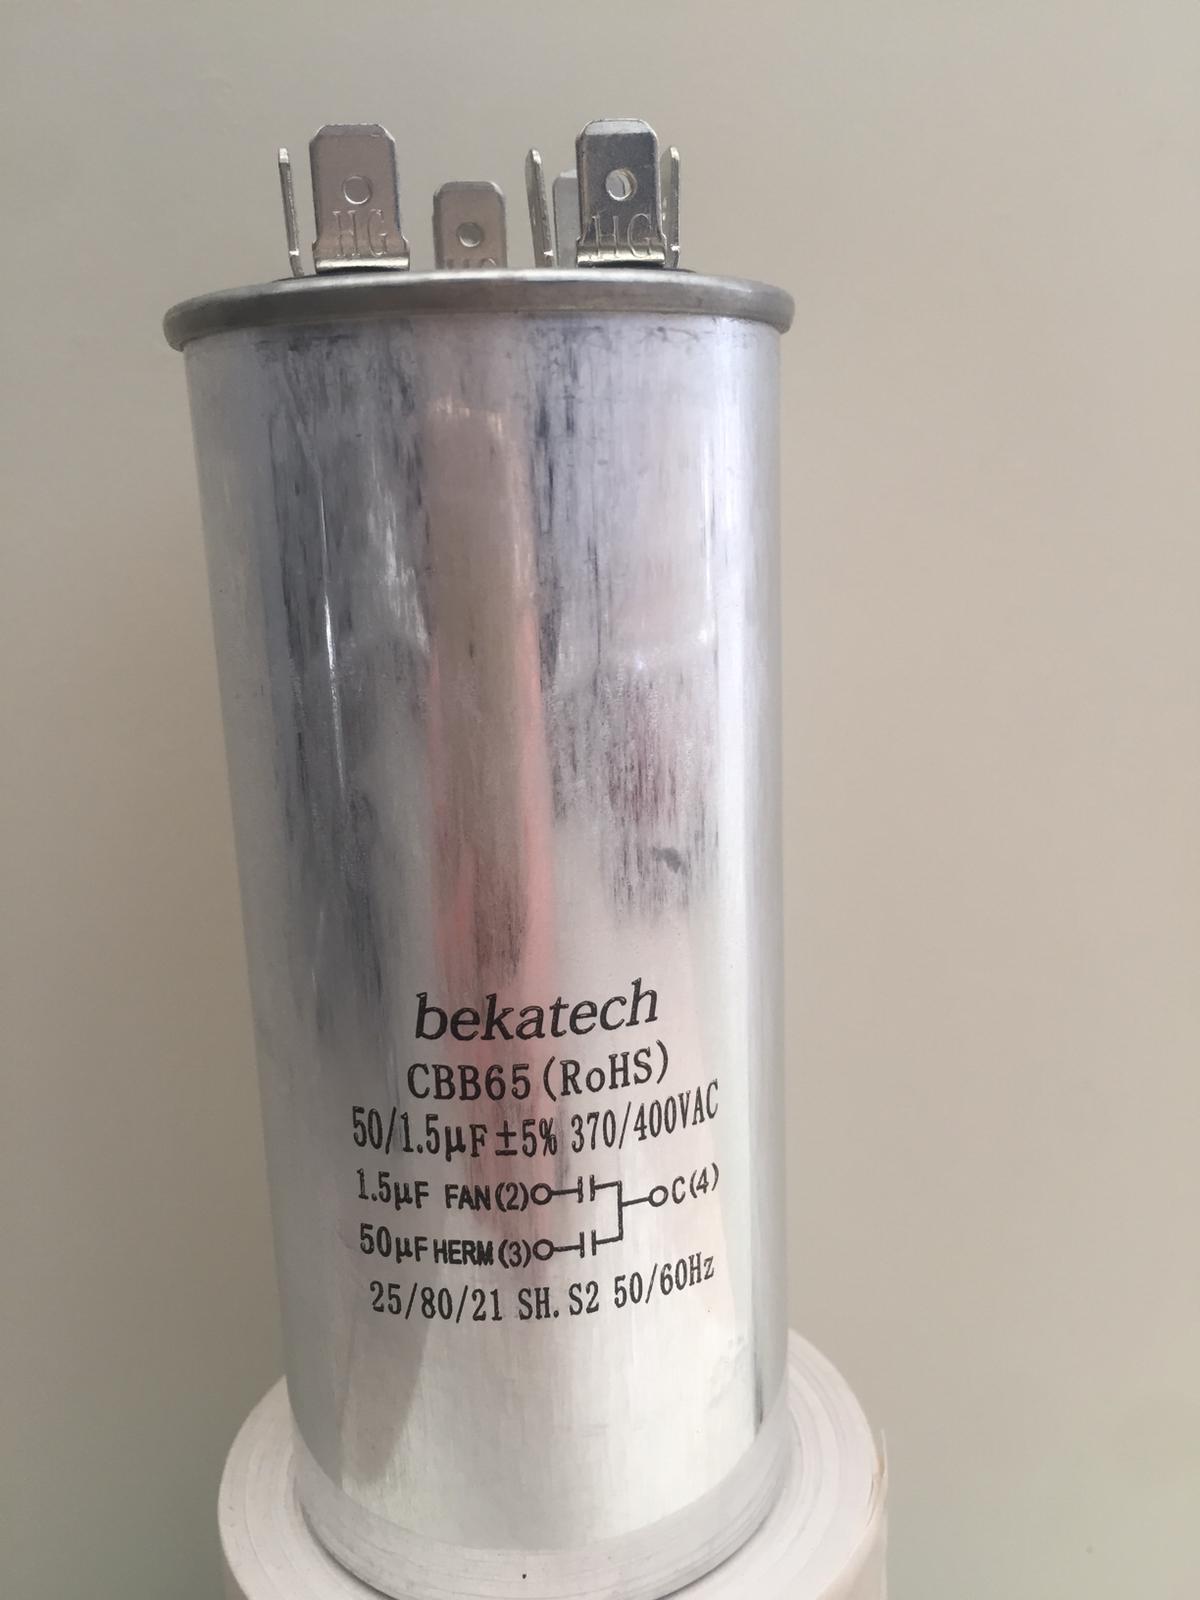 HG HG
bekatech
CBB65(RoHS)
50/1.5μF±5% 370/400VAC
1.5μF FAN(2) C(4)
50μF HERM(3)
25/80/21 SH. S2 50/60Hz